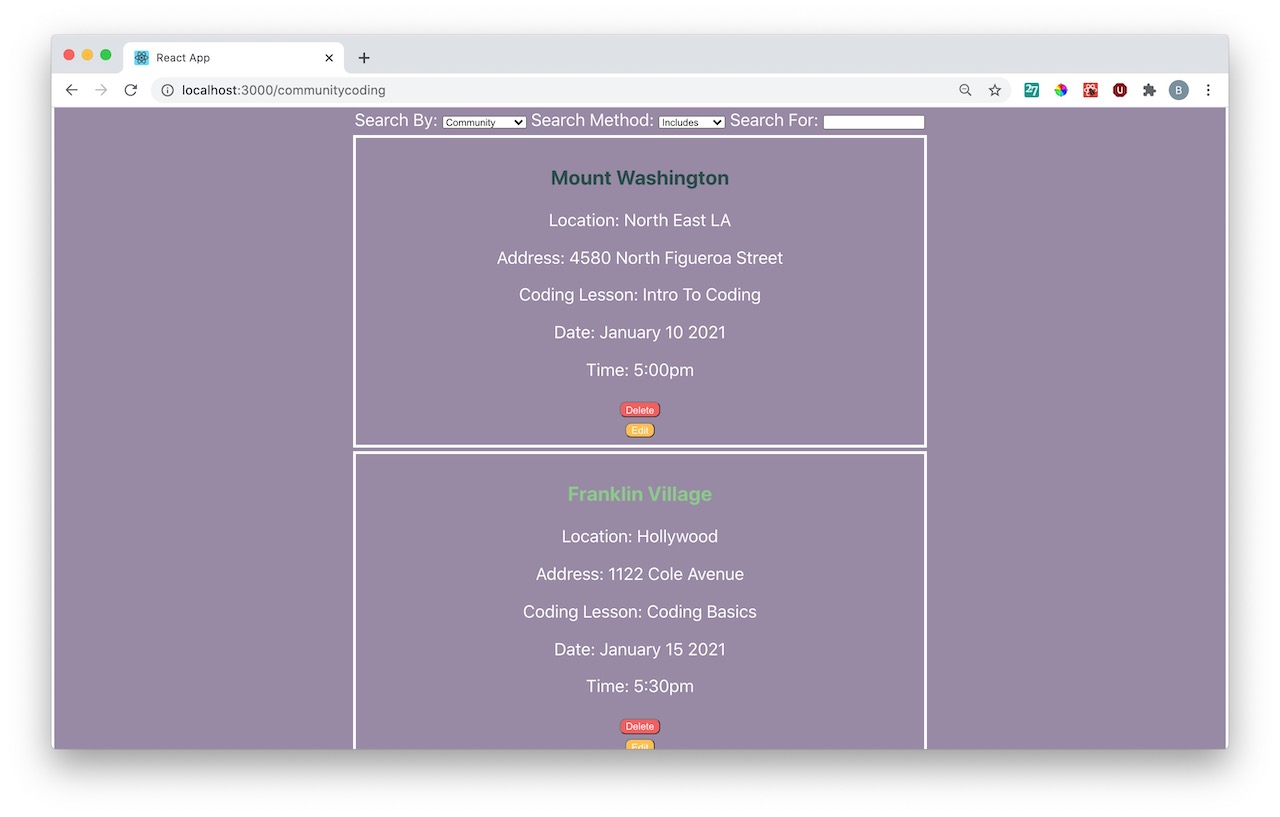 React App
localhost:3000/communitycoding
27
U
B
Search By: Community Search Method: Includes Search For:
Mount Washington
Location: North East LA
Address: 4580 North Figueroa Street
Coding Lesson: Intro To Coding
Date: January 10 2021
Time: 5:00pm
Delete
Edit
Franklin Village
Location: Hollywood
Address: 1122 Cole Avenue
Coding Lesson: Coding Basics
Date: January 15 2021
Time: 5:30pm
Delete
Edit